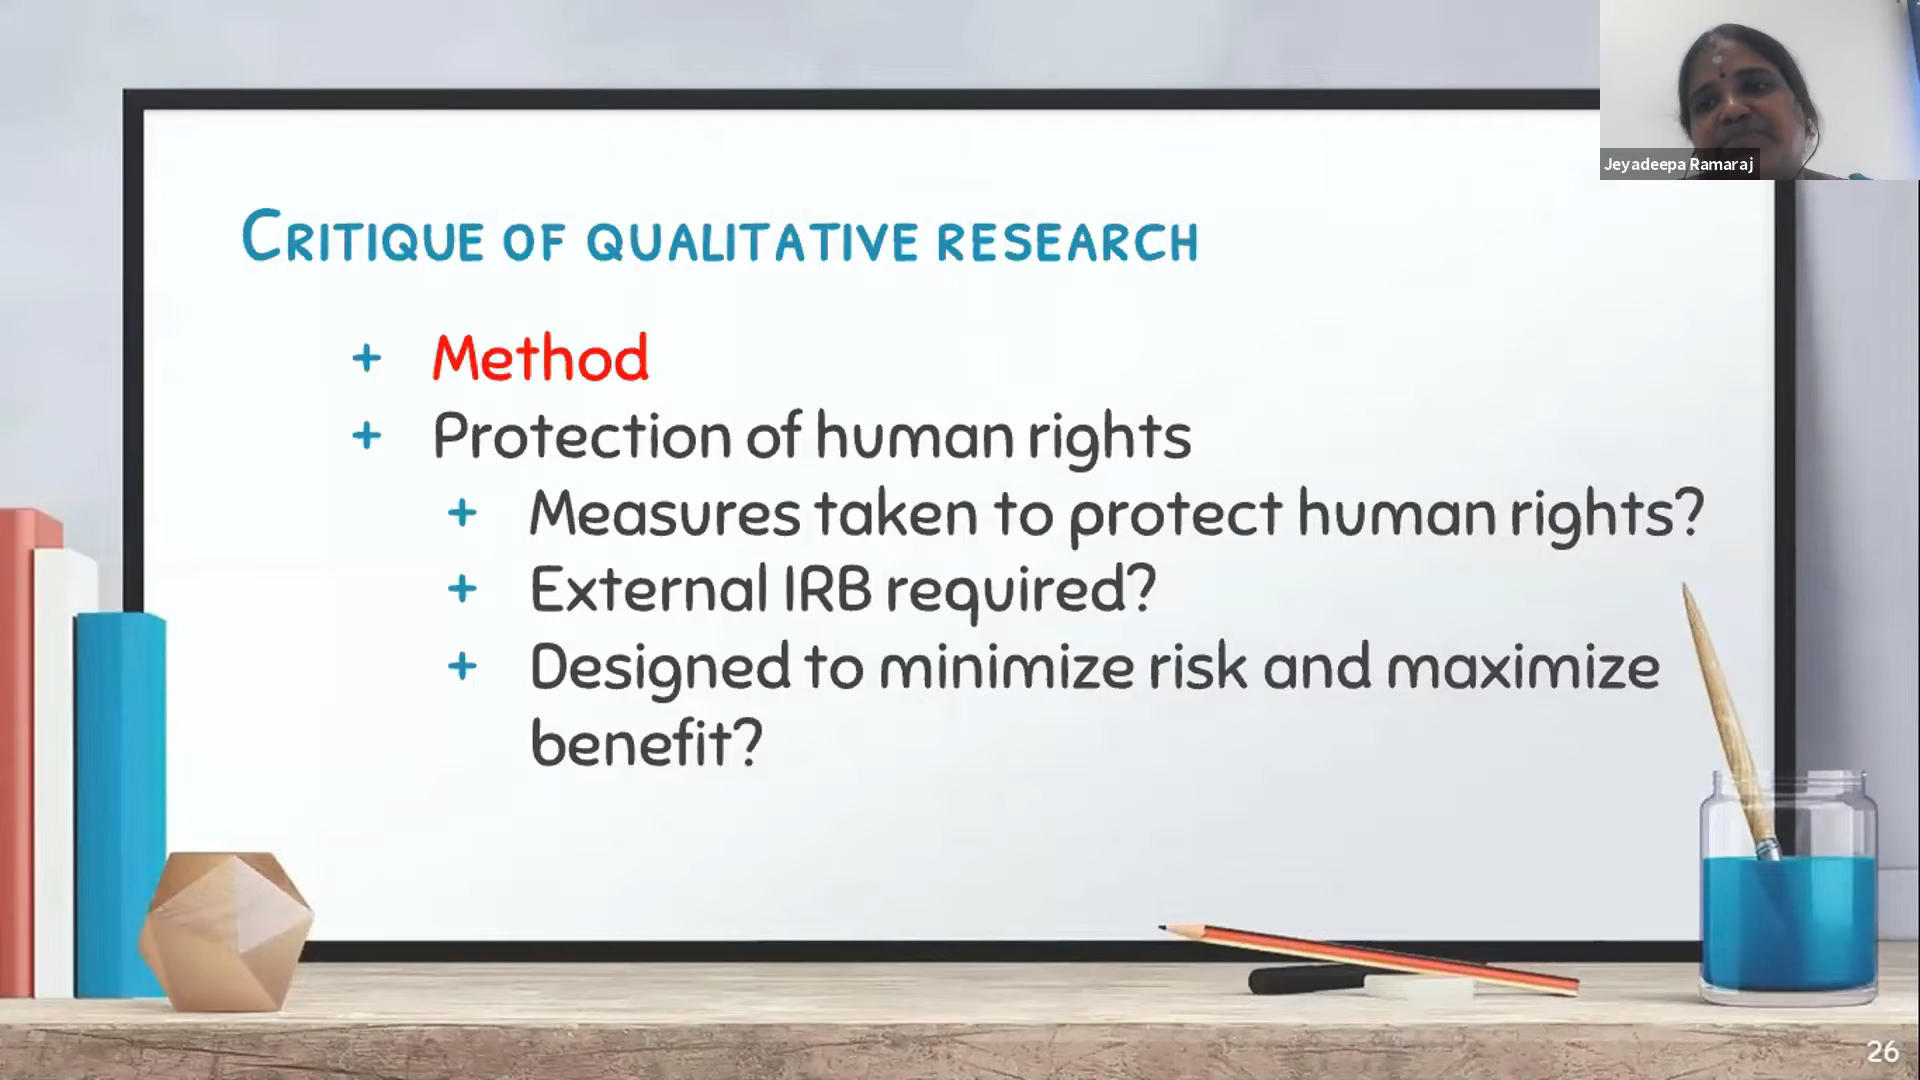 Jeyadeepa Ramaraj
Critique of qualitative research
+ Method
+ Protection of human rights
+ Measures taken to protect human rights?
+ External IRB required?
+ Designed to minimize risk and maximize
benefit?
26